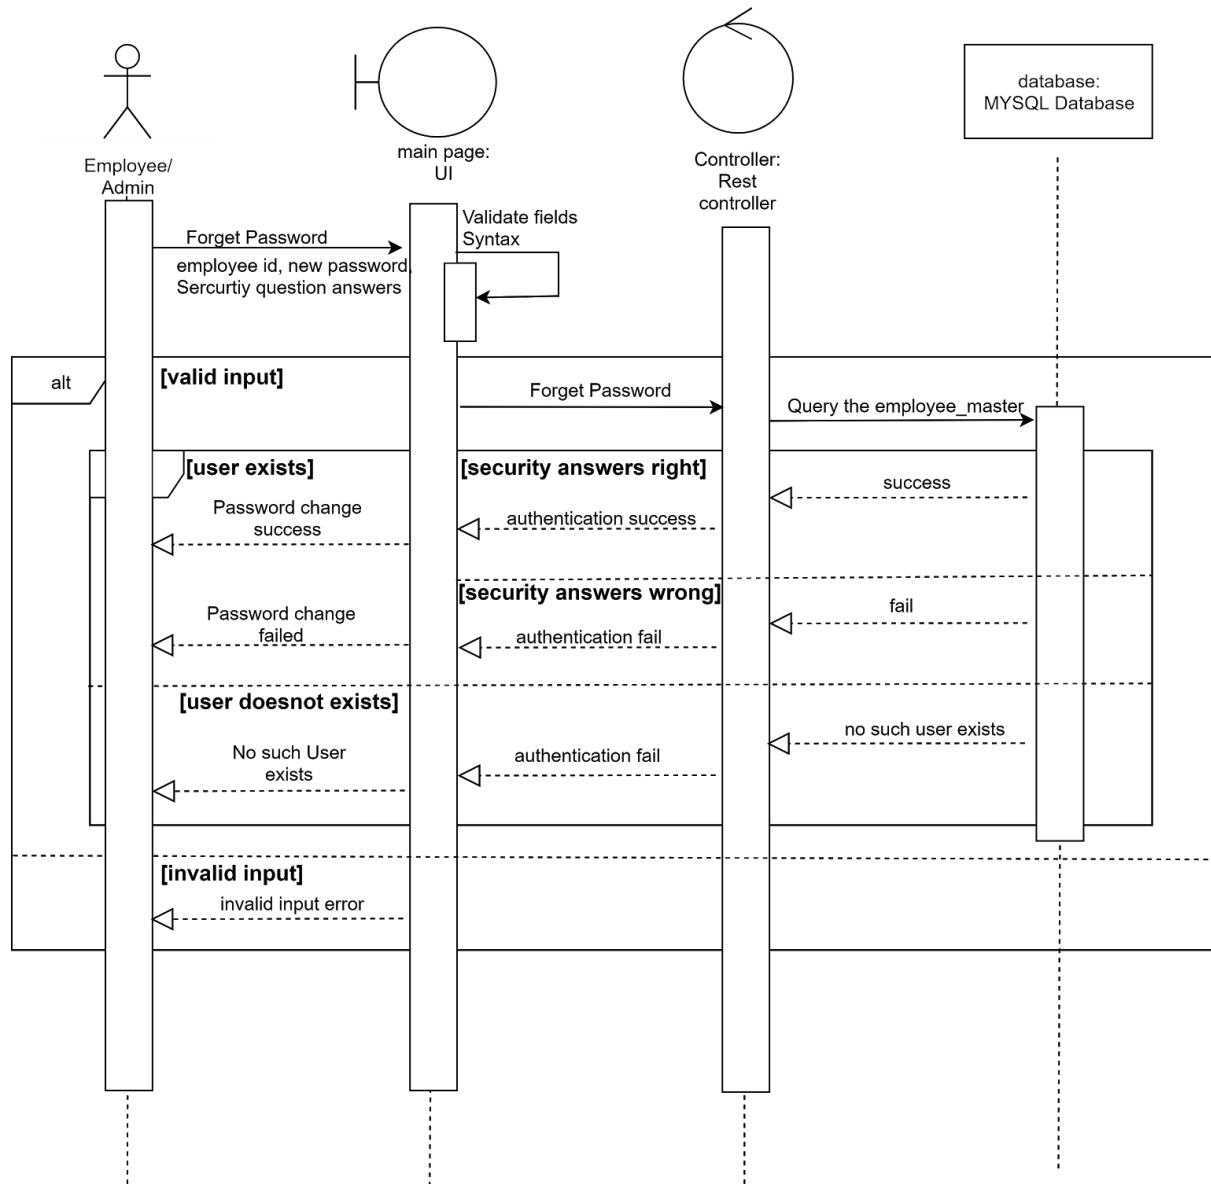 Employee/
Admin
main page:
UI
Controller:
Rest
controller
database:
MYSQL Database
Forget Password
employee id, new password,
Sercurtiy question answers
Validate fields
Syntax
alt
[valid input]
Forget Password
Query the employee_master
[user exists]
[security answers right]
success
Password change
success
authentication success
[security answers wrong]
fail
Password change
failed
authentication fail
[user doesnot exists]
no such user exists
No such User
exists
authentication fail
[invalid input]
invalid input error